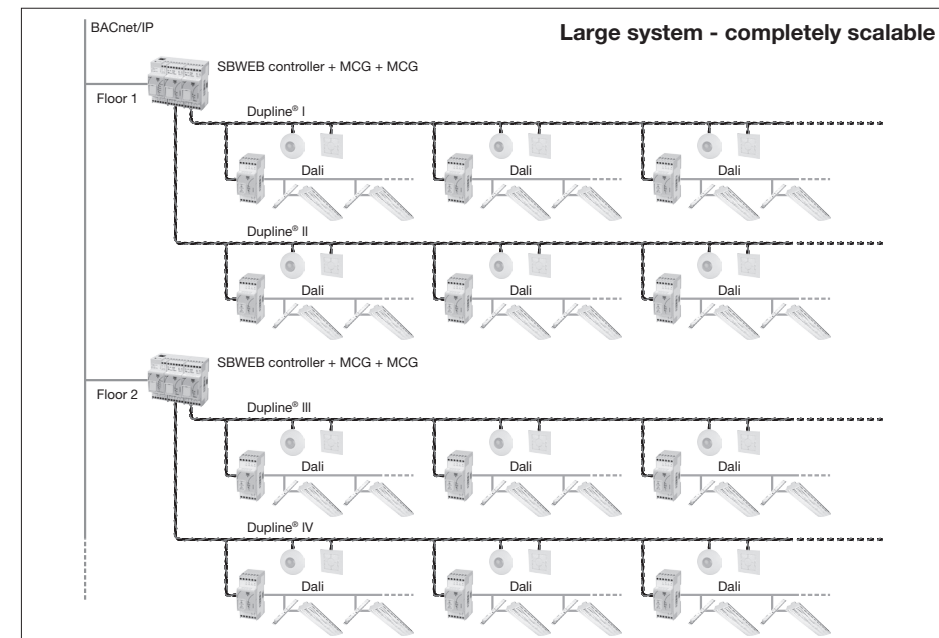 BACnet/IP
Large system - completely scalable
SBWEB controller + MCG + MCG
Floor 1
Dupline® I
Dali Dali Dali
Dupline® II
Dali Dali Dali
SBWEB controller + MCG + MCG
Floor 2
Dupline® III
Dali Dali Dali
Dupline® IV
Dali Dali Dali